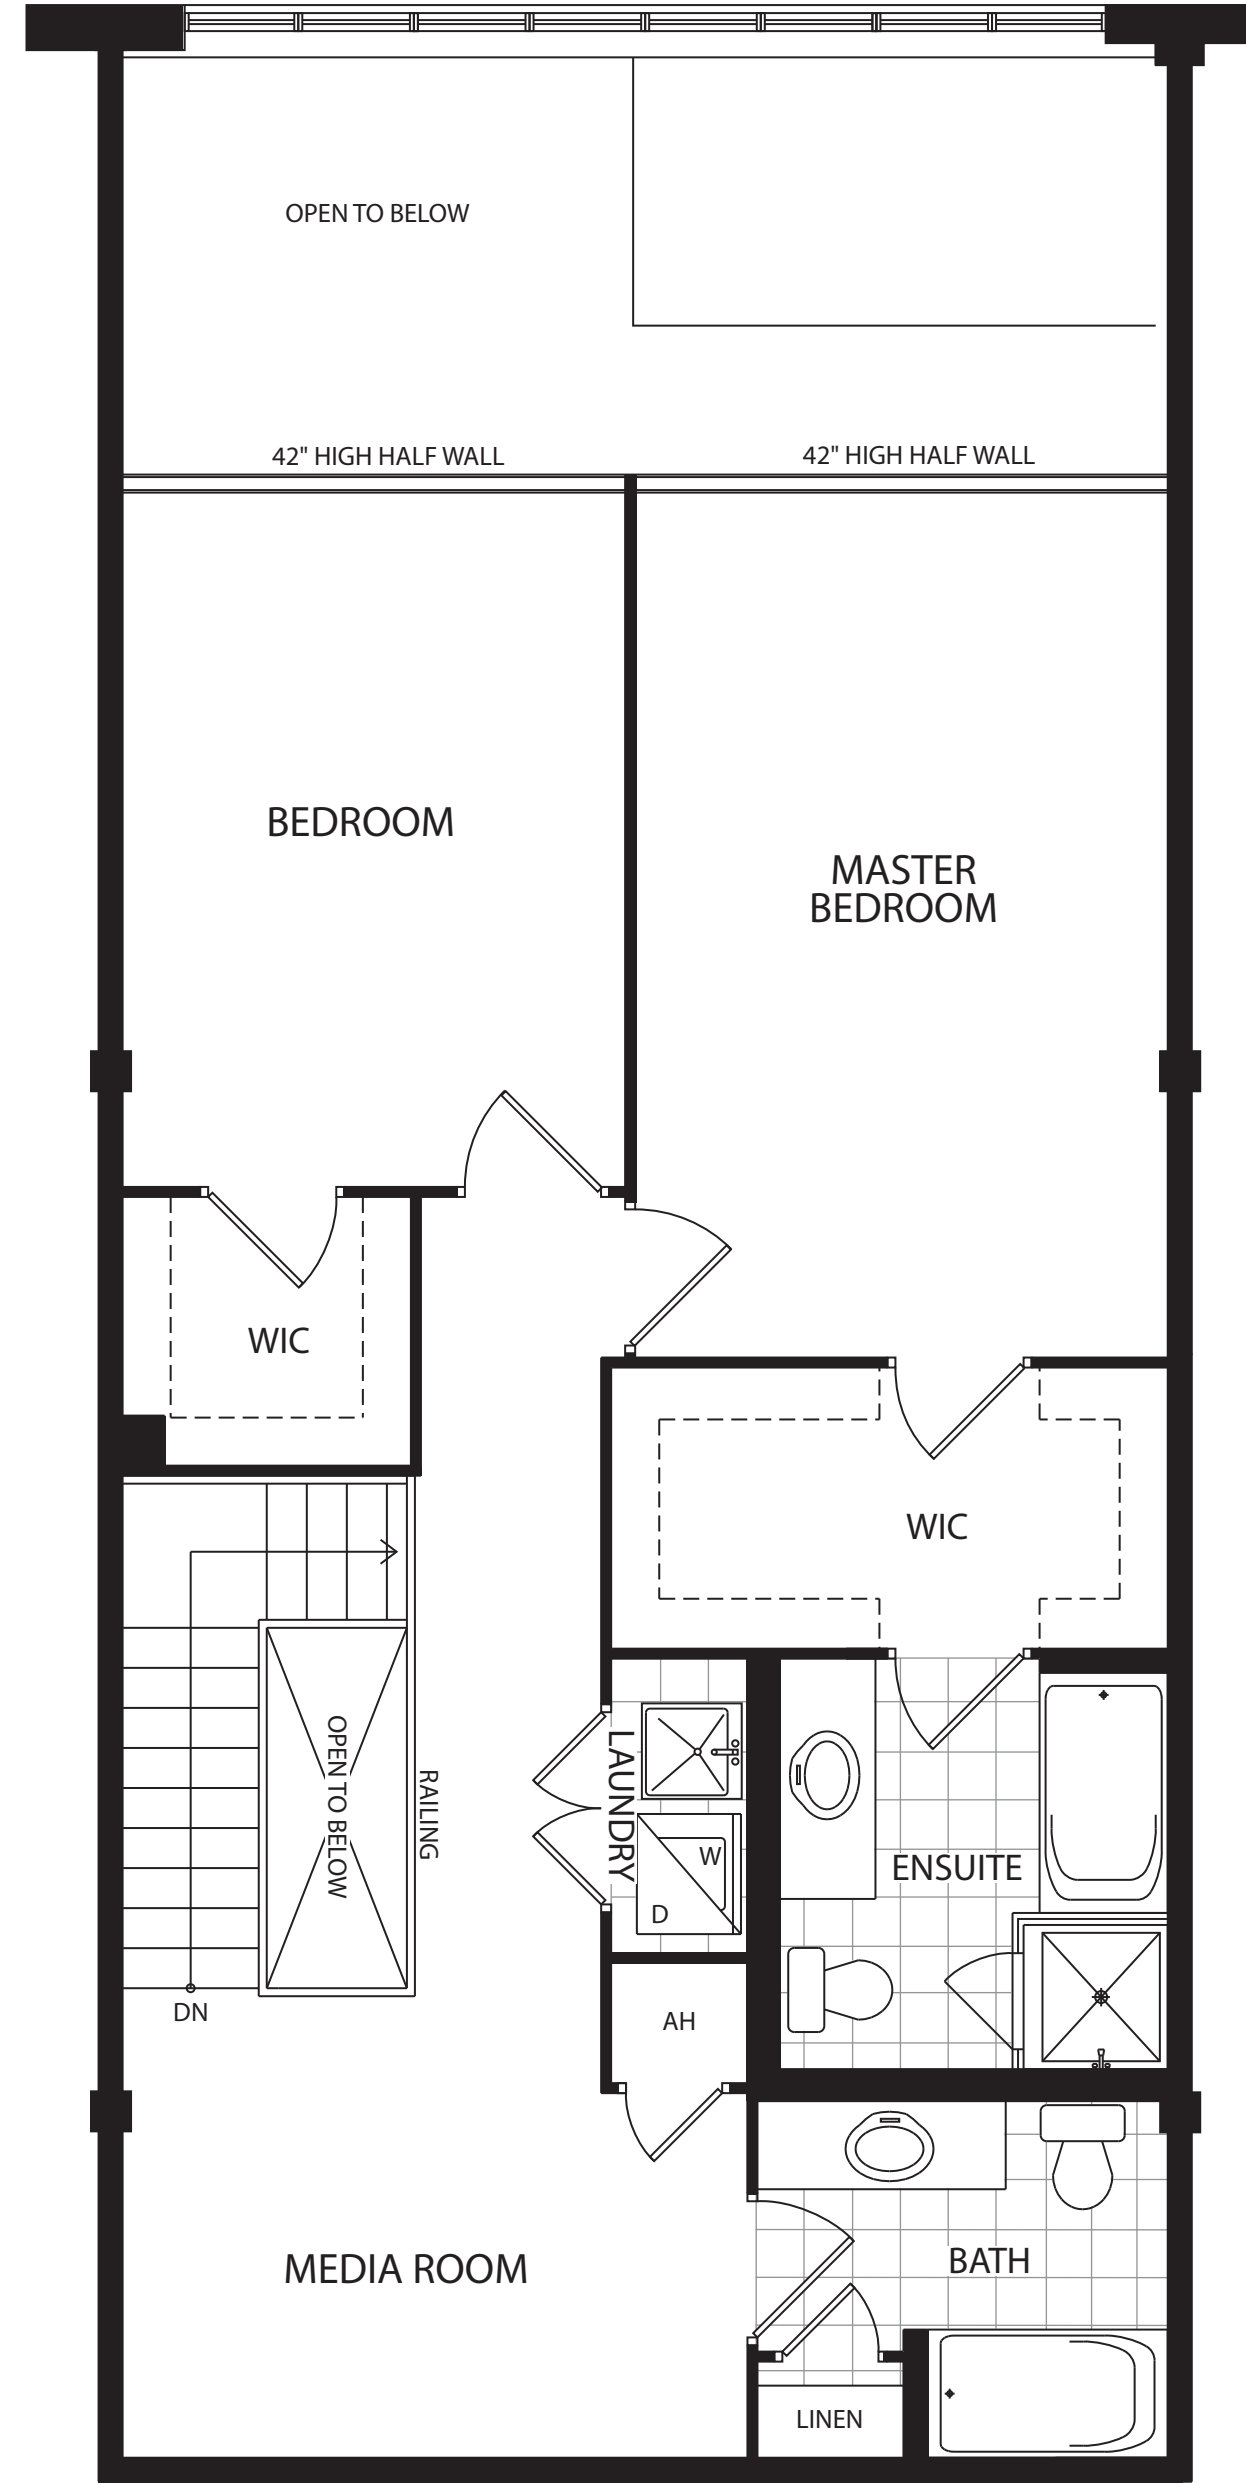 OPEN TO BELOW
42" HIGH HALF WALL
42" HIGH HALF WALL
BEDROOM
MASTER
BEDROOM
WIC
WIC
OPEN TO BELOW
RAILING
LAUNDRY
W
D
ENSUITE
DN
AH
MEDIA ROOM
BATH
LINEN